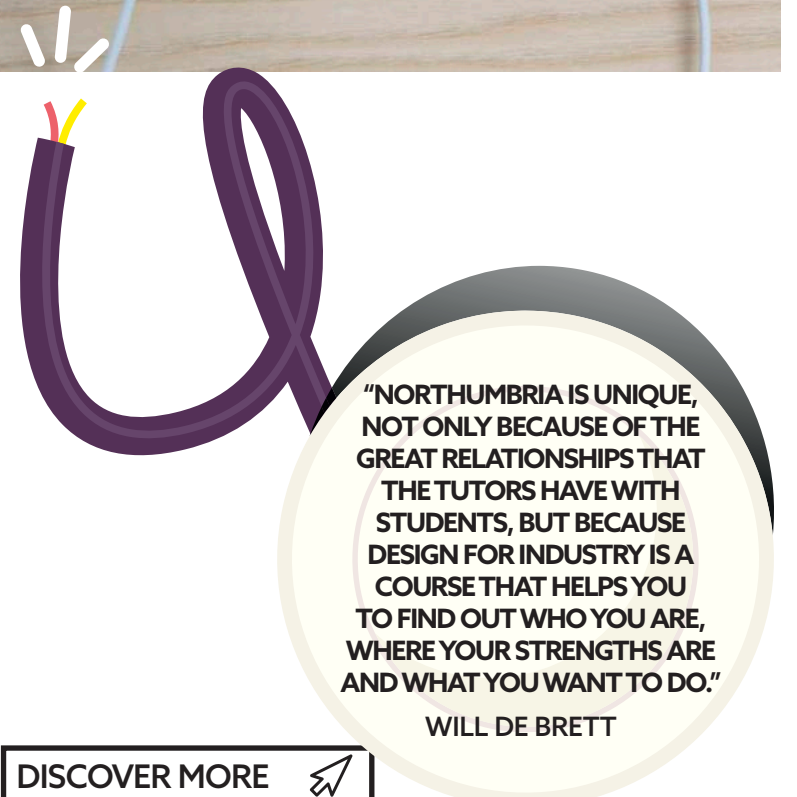 “NORTHUMBRIA IS UNIQUE,
NOT ONLY BECAUSE OF THE
GREAT RELATIONSHIPS THAT
THE TUTORS HAVE WITH
STUDENTS, BUT BECAUSE
DESIGN FOR INDUSTRY IS A
COURSE THAT HELPS YOU
TO FIND OUT WHO YOU ARE,
WHERE YOUR STRENGTHS ARE
AND WHAT YOU WANT TO DO.”
WILL DE BRETT
DISCOVER MORE